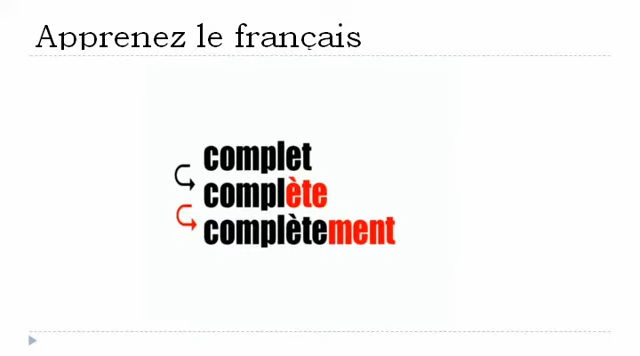 Apprenez le français
complet
complète
complètement